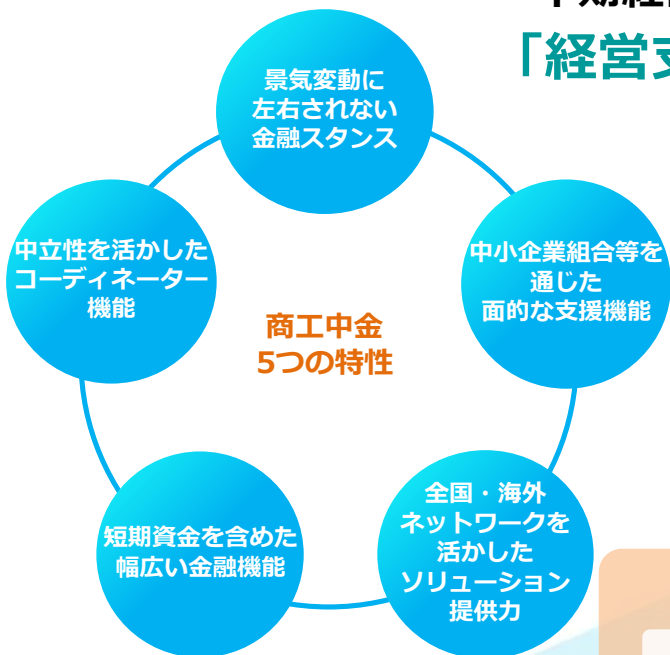 「経営支
景気変動に
左右されない
金融スタンス
中小企業組合等を
通じた
面的な支援機能
全国・海外
ネットワークを
活かした
ソリューション
提供力
短期資金を含めた
幅広い金融機能
中立性を活かした
コーディネーター
機能
商工中金
5つの特性